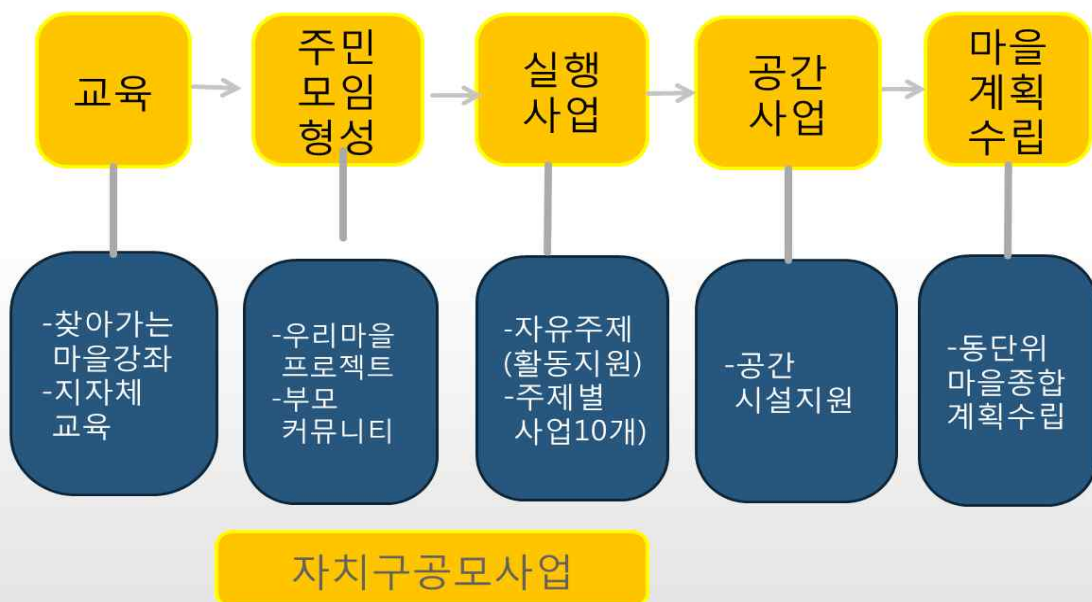 교육
주민
모임
형성
실행
사업
공간
사업
마을
계획
수립
-찾아가는
마을강좌
-지자체
교육
-우리마을
프로젝트
-부모
커뮤니티
-자유주제
(활동지원)
-주제별
사업10개)
-공간
시설지원
-동단위
마을종합
계획수립
자치구공모사업